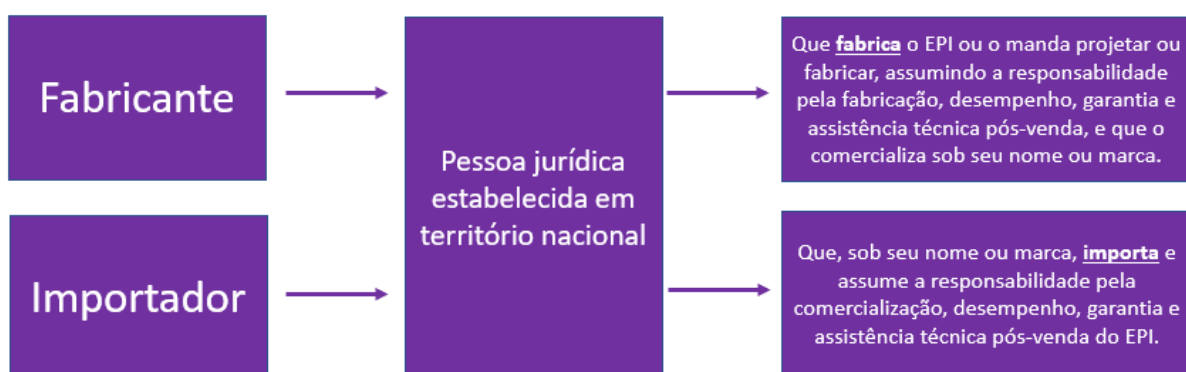 Fabricante
Importador
Pessoa jurídica
estabelecida em
território nacional
Que fabrica o EPI ou o manda projetar ou
fabricar, assumindo a responsabilidade
pela fabricação, desempenho, garantia e
assistência técnica pós-venda, e que o
comercializa sob seu nome ou marca.
Que, sob seu nome ou marca, importa e
assume a responsabilidade pela
comercialização, desempenho, garantia e
assistência técnica pós-venda do EPI.